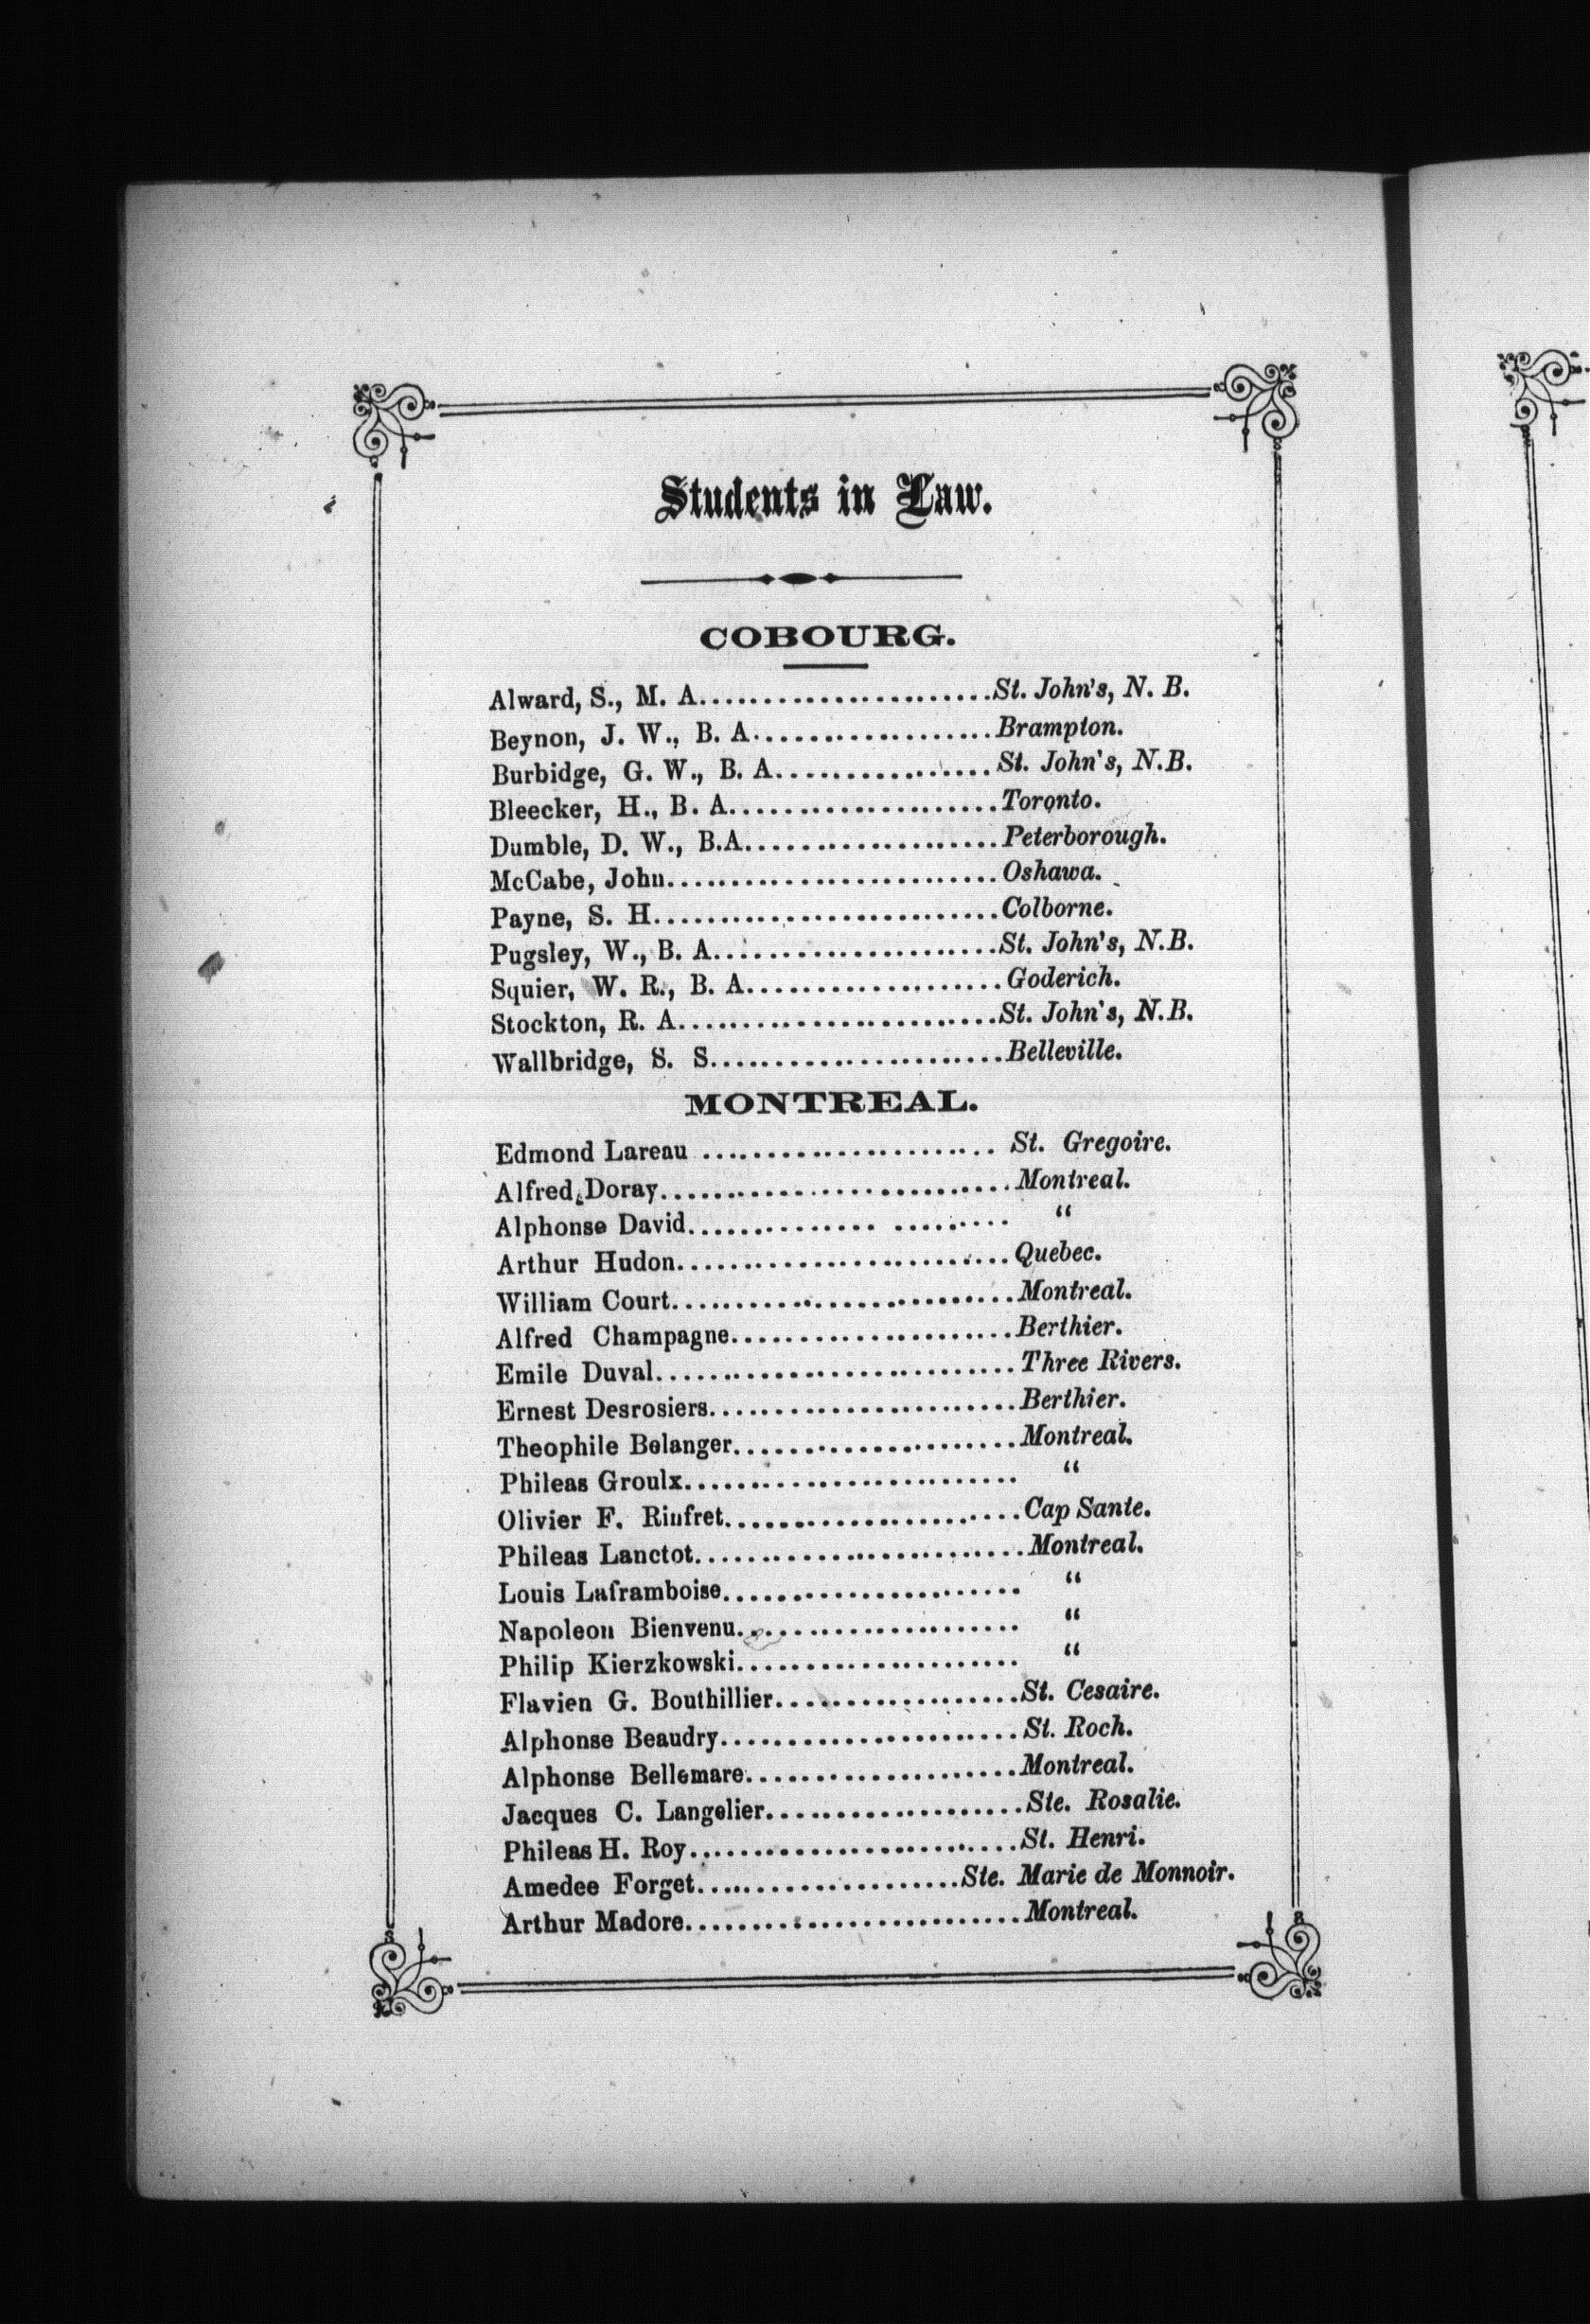 Students in Law.
COBOURG.
Alward, S., M. A.......................St. John's, N. B.
Beynon, J. W., B. A..................Brampton.
Burbidge, G. W., B. A................St. John's, N.B.
Bleecker, H., B. A....................Toronto.
Dumble, D. W., B.A...................Peterborough.
McCabe, John.........................Oshawa.
Payne, S. H..........................Colborne.
Pugsley, W., B. A.....................St. John's, N.B.
Squier, W. R., B. A...................Goderich.
Stockton, R. A........................St. John's, N.B.
Wallbridge, S. S......................Belleville.
MONTREAL.
Edmond Lareau ...................... St. Gregoire.
Alfred Doray..........................Montreal.
Alphonse David.............. ......... “
Arthur Hudon.........................Quebec.
William Court..........................Montreal.
Alfred Champagne.....................Berthier.
Emile Duval...........................Three Rivers.
Ernest Desrosiers.......................Berthier.
Theophile Belanger.....................Montreal.
Phileas Groulx......................... “
Olivier F. Rinfret......................Cap Sante.
Phileas Lanctot.........................Montreal.
Louis Laframboise...................... “
Napoleon Bienvenu..................... “
Philip Kierzkowski..................... “
Flavien G. Bouthillier..................St. Cesaire.
Alphonse Beaudry......................St. Roch.
Alphonse Bellemare....................Montreal.
Jacques C. Langelier...................Ste. Rosalie.
Phileas H. Roy........................St. Henri.
Amedee Forget....................Ste. Marie de Monnoir.
Arthur Madore.........................Montreal.